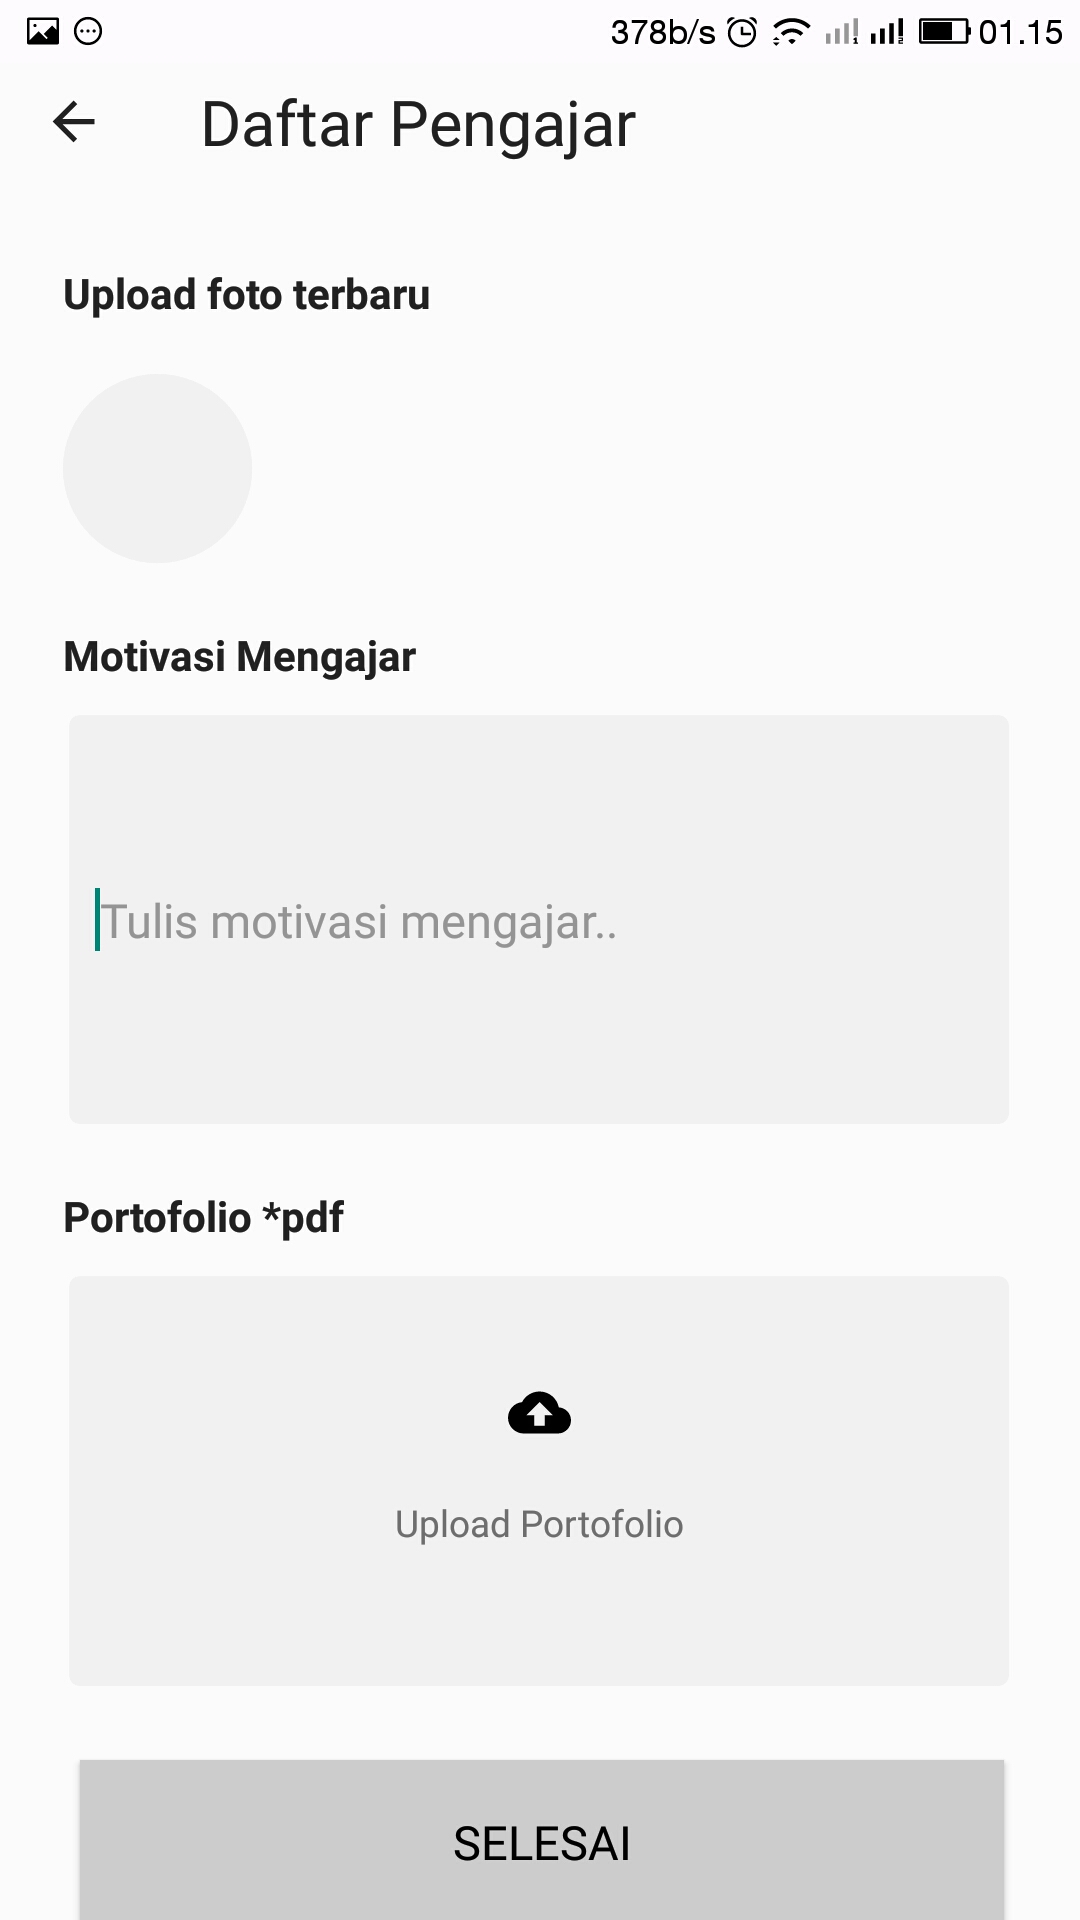 378b/s 01.15
Daftar Pengajar
Upload foto terbaru
Motivasi Mengajar
Tulis motivasi mengajar..
Portofolio *pdf
Upload Portofolio
SELESAI